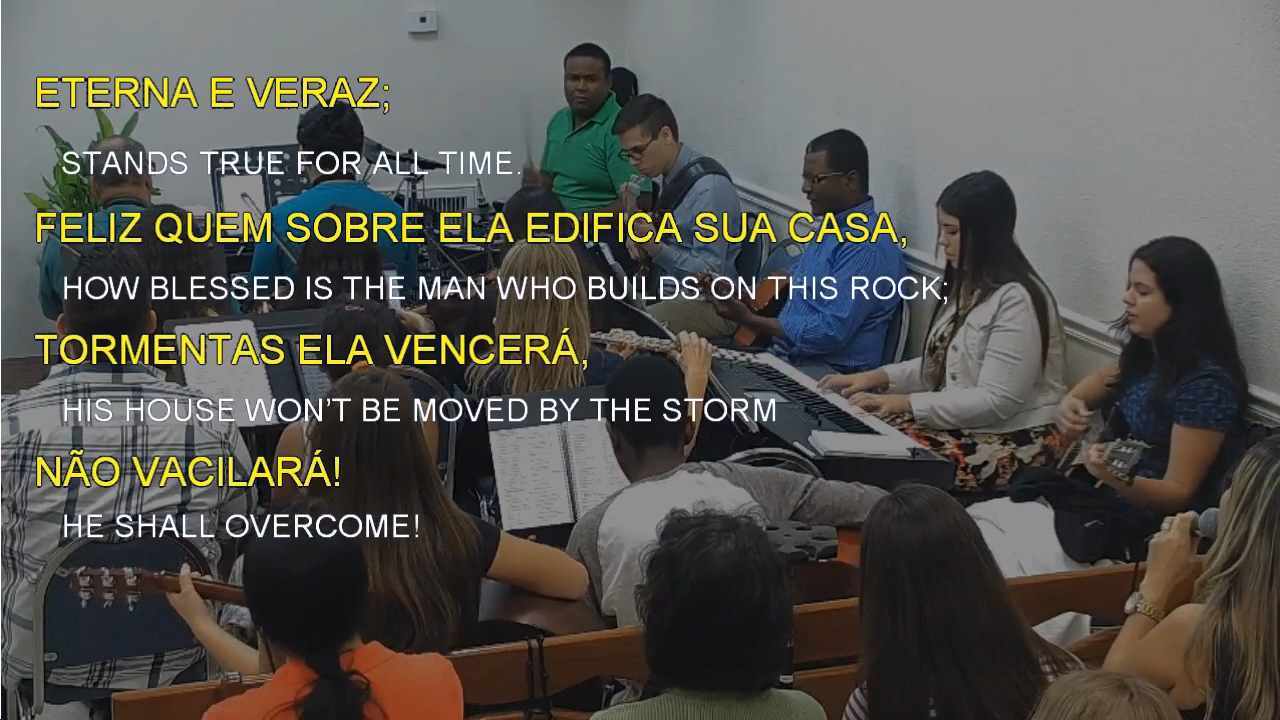 ETERNA E VERAZ;
STANDS TRUE FOR ALL TIME.
FELIZ QUEM SOBRE ELA EDIFICA SUA CASA,
HOW BLESSED IS THE MAN WHO BUILDS ON THIS ROCK;
TORMENTAS ELA VENCERÁ,
HIS HOUSE WON'T BE MOVED BY THE STORM
NÃO VACILARÁ!
HE SHALL OVERCOME!